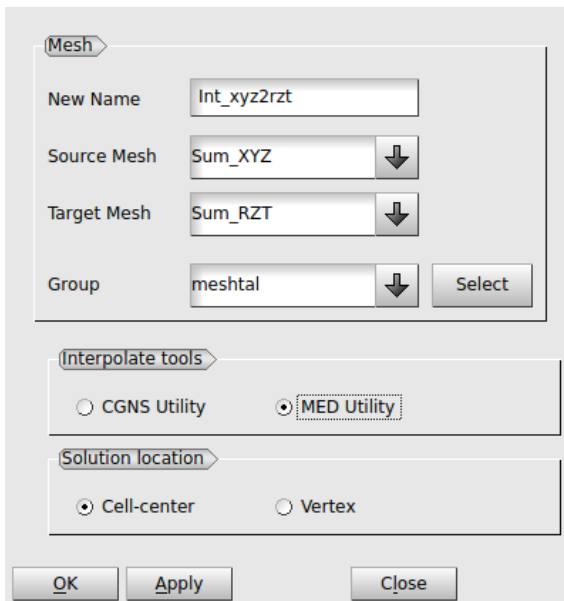 Mesh
New Name Int_xyz2rzt
Source Mesh Sum_XYZ
Target Mesh Sum_RZT
Group meshtal Select
Interpolate tools
CGNS Utility MED Utility
Solution location
Cell-center Vertex
OK Apply Close